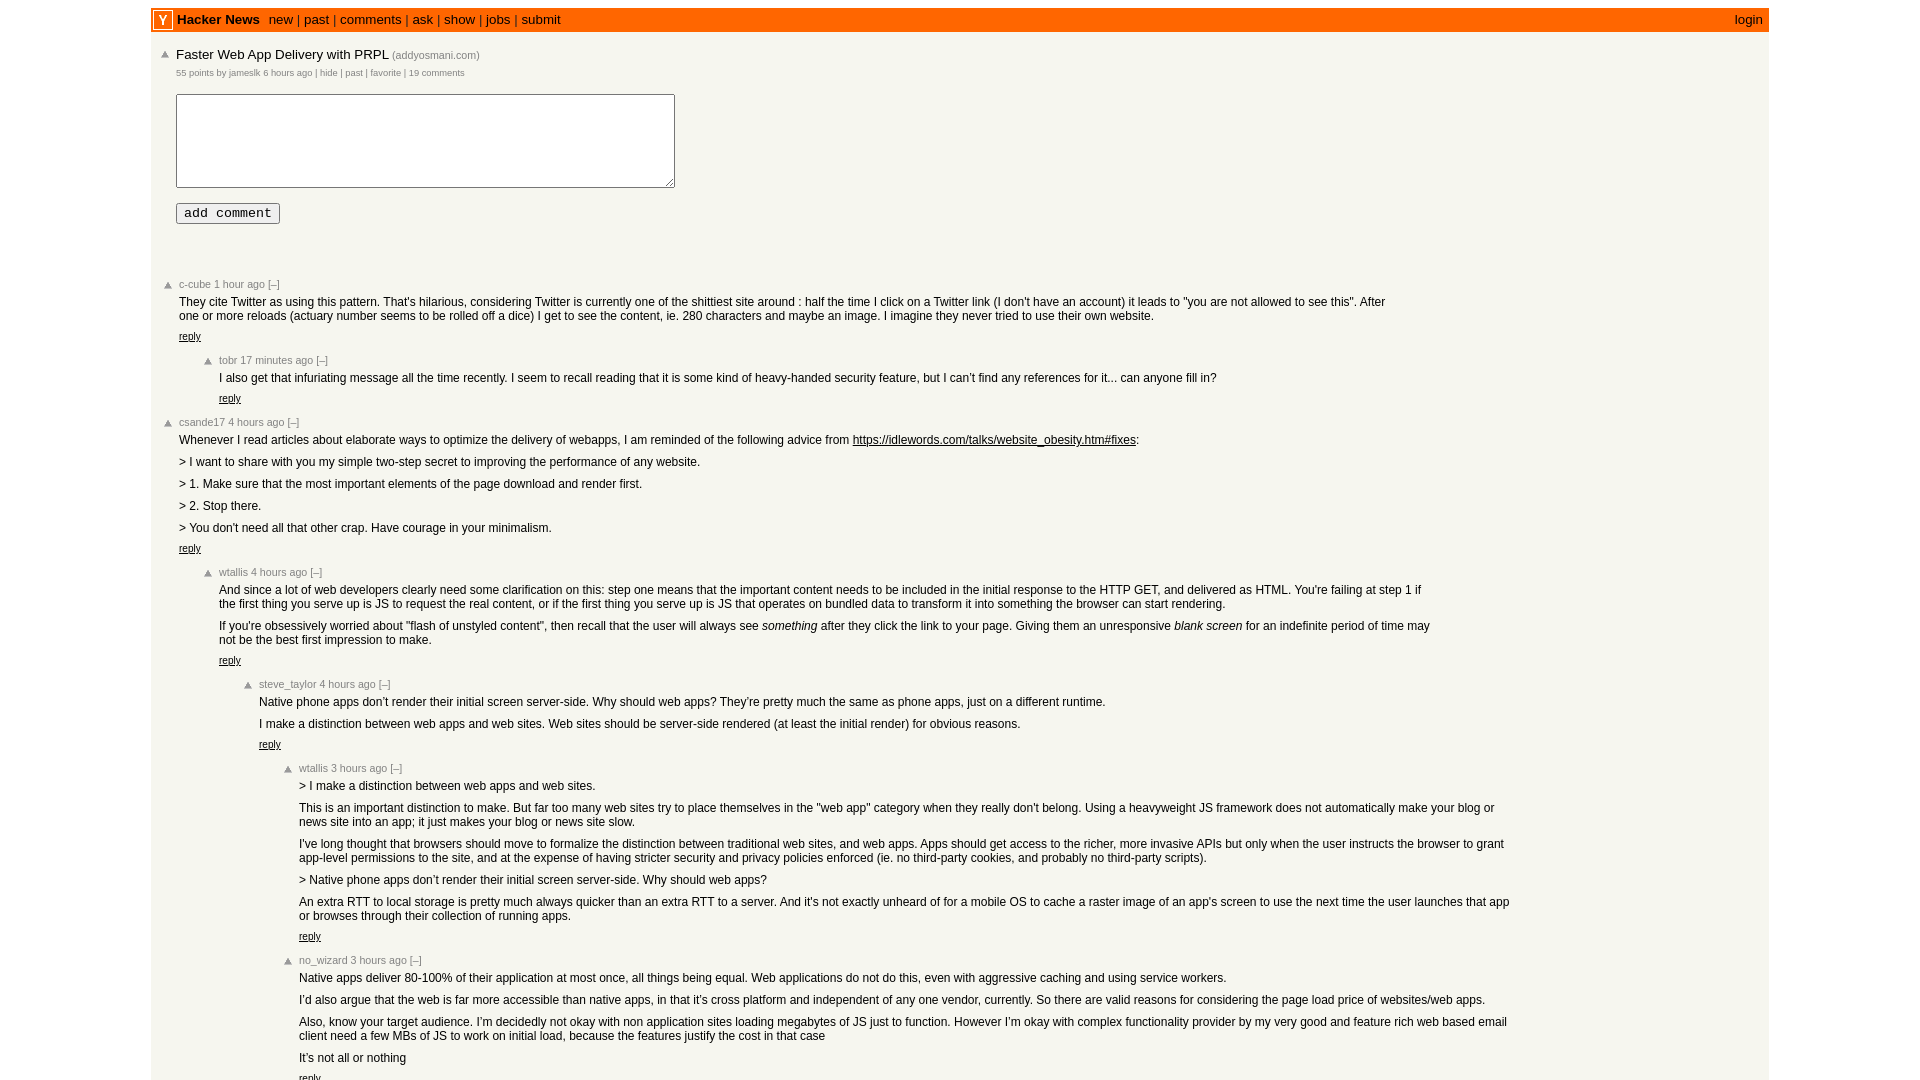 Y Hacker News new | past | comments | ask | show | jobs | submit login
Faster Web App Delivery with PRPL (addyosmani.com)
55 points by jameslk 6 hours ago | hide | past | favorite | 19 comments
add comment
c-cube 1 hour ago [–]
They cite Twitter as using this pattern. That's hilarious, considering Twitter is currently one of the shittiest site around : half the time I click on a Twitter link (I don't have an account) it leads to "you are not allowed to see this". After
one or more reloads (actuary number seems to be rolled off a dice) I get to see the content, ie. 280 characters and maybe an image. I imagine they never tried to use their own website.
reply
tobr 17 minutes ago [–]
I also get that infuriating message all the time recently. I seem to recall reading that it is some kind of heavy-handed security feature, but I can’t find any references for it... can anyone fill in?
reply
csande17 4 hours ago [–]
Whenever I read articles about elaborate ways to optimize the delivery of webapps, I am reminded of the following advice from https://idlewords.com/talks/website_obesity.htm#fixes:
> I want to share with you my simple two-step secret to improving the performance of any website.
> 1. Make sure that the most important elements of the page download and render first.
> 2. Stop there.
> You don't need all that other crap. Have courage in your minimalism.
reply
wtallis 4 hours ago [–]
And since a lot of web developers clearly need some clarification on this: step one means that the important content needs to be included in the initial response to the HTTP GET, and delivered as HTML. You're failing at step 1 if
the first thing you serve up is JS to request the real content, or if the first thing you serve up is JS that operates on bundled data to transform it into something the browser can start rendering.
If you're obsessively worried about "flash of unstyled content", then recall that the user will always see something after they click the link to your page. Giving them an unresponsive blank screen for an indefinite period of time may
not be the best first impression to make.
reply
steve_taylor 4 hours ago [–]
Native phone apps don’t render their initial screen server-side. Why should web apps? They’re pretty much the same as phone apps, just on a different runtime.
I make a distinction between web apps and web sites. Web sites should be server-side rendered (at least the initial render) for obvious reasons.
reply
wtallis 3 hours ago [–]
> I make a distinction between web apps and web sites.
This is an important distinction to make. But far too many web sites try to place themselves in the "web app" category when they really don't belong. Using a heavyweight JS framework does not automatically make your blog or
news site into an app; it just makes your blog or news site slow.
I've long thought that browsers should move to formalize the distinction between traditional web sites, and web apps. Apps should get access to the richer, more invasive APIs but only when the user instructs the browser to grant
app-level permissions to the site, and at the expense of having stricter security and privacy policies enforced (ie. no third-party cookies, and probably no third-party scripts).
> Native phone apps don’t render their initial screen server-side. Why should web apps?
An extra RTT to local storage is pretty much always quicker than an extra RTT to a server. And it's not exactly unheard of for a mobile OS to cache a raster image of an app's screen to use the next time the user launches that app
or browses through their collection of running apps.
reply
no_wizard 3 hours ago [–]
Native apps deliver 80-100% of their application at most once, all things being equal. Web applications do not do this, even with aggressive caching and using service workers.
I’d also argue that the web is far more accessible than native apps, in that it’s cross platform and independent of any one vendor, currently. So there are valid reasons for considering the page load price of websites/web apps.
Also, know your target audience. I’m decidedly not okay with non application sites loading megabytes of JS just to function. However I’m okay with complex functionality provider by my very good and feature rich web based email
client need a few MBs of JS to work on initial load, because the features justify the cost in that case
It’s not all or nothing
reply